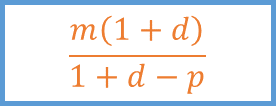 m(1 + d)
1 + d − p